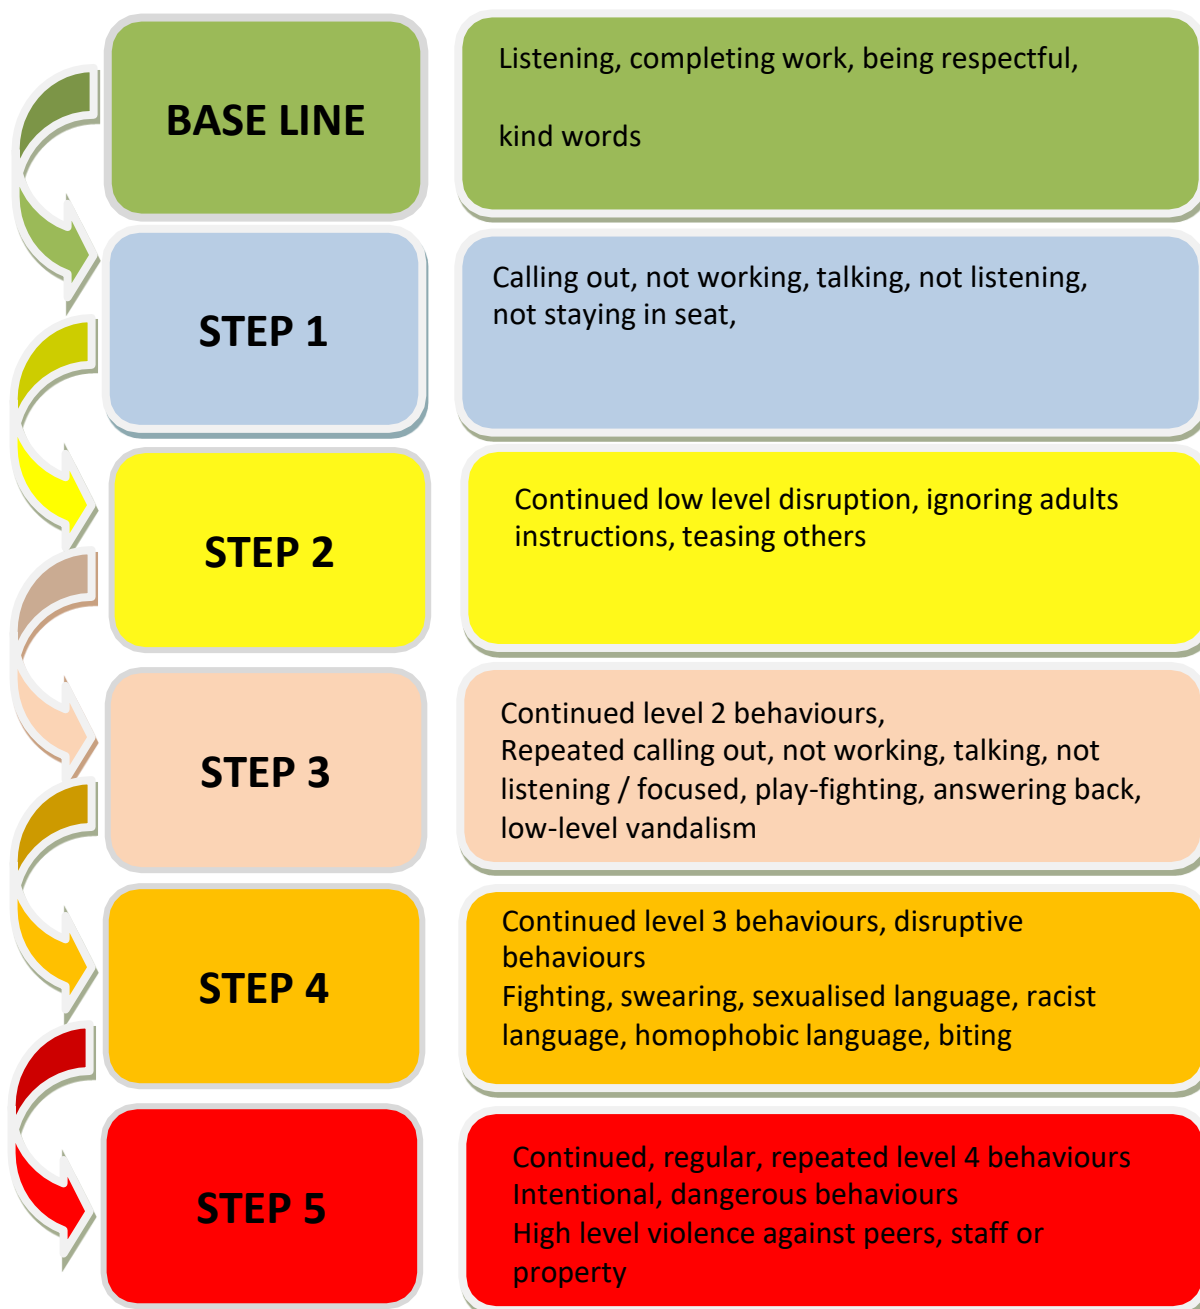 BASE LINE
Listening, completing work, being respectful,
kind words
STEP 1
Calling out, not working, talking, not listening,
not staying in seat,
STEP 2
Continued low level disruption, ignoring adults
instructions, teasing others
STEP 3
Continued level 2 behaviours,
Repeated calling out, not working, talking, not
listening / focused, play-fighting, answering back,
low-level vandalism
STEP 4
Continued level 3 behaviours, disruptive
behaviours
Fighting, swearing, sexualised language, racist
language, homophobic language, biting
STEP 5
Continued, regular, repeated level 4 behaviours
Intentional, dangerous behaviours
High level violence against peers, staff or
property